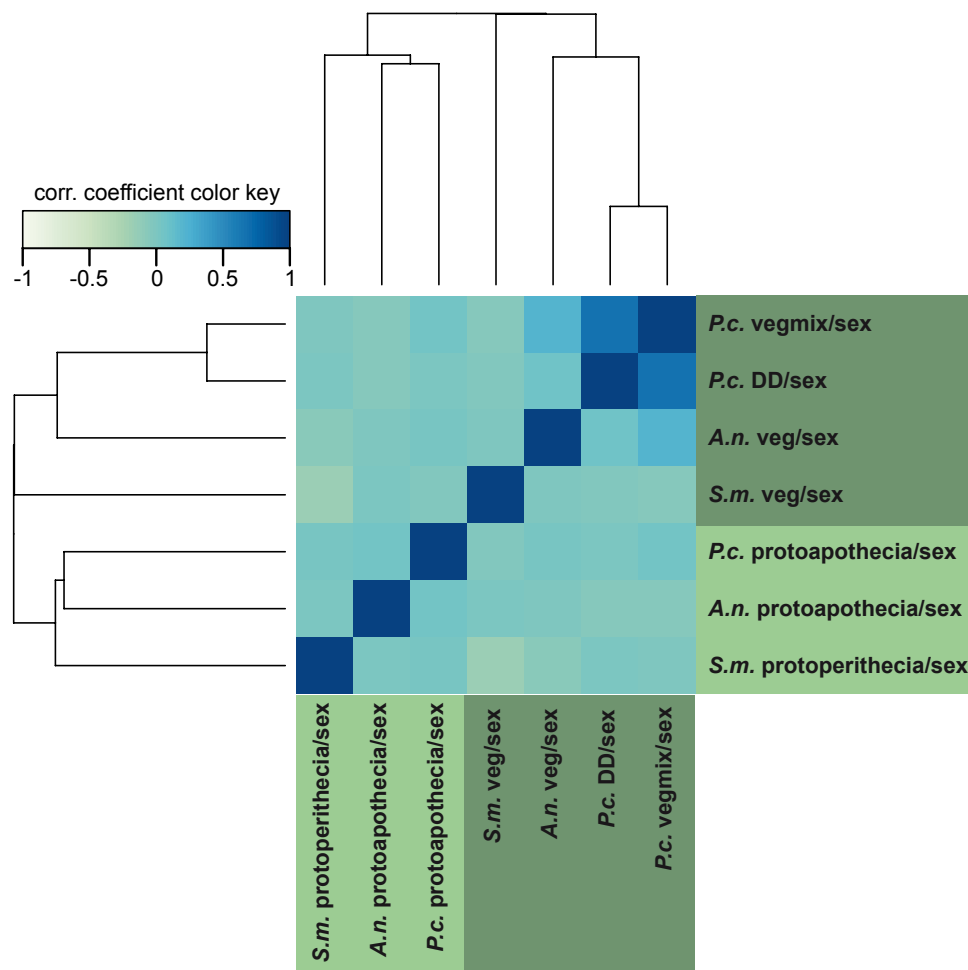 corr. coefficient color key
-1 -0.5 0 0.5 1
P.c. vegmix/sex
P.c. DD/sex
A.n. veg/sex
S.m. veg/sex
P.c. protoapothecia/sex
A.n. protoapothecia/sex
S.m. protoperithecia/sex
S.m. protoperithecia/sex
A.n. protoapothecia/sex
P.c. protoapothecia/sex
S.m. veg/sex
A.n. veg/sex
P.c. DD/sex
P.c. vegmix/sex